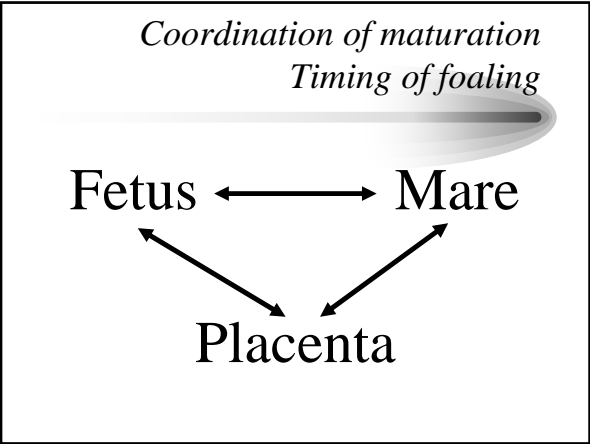 Coordination of maturation
Timing of foaling
Fetus Mare
Placenta